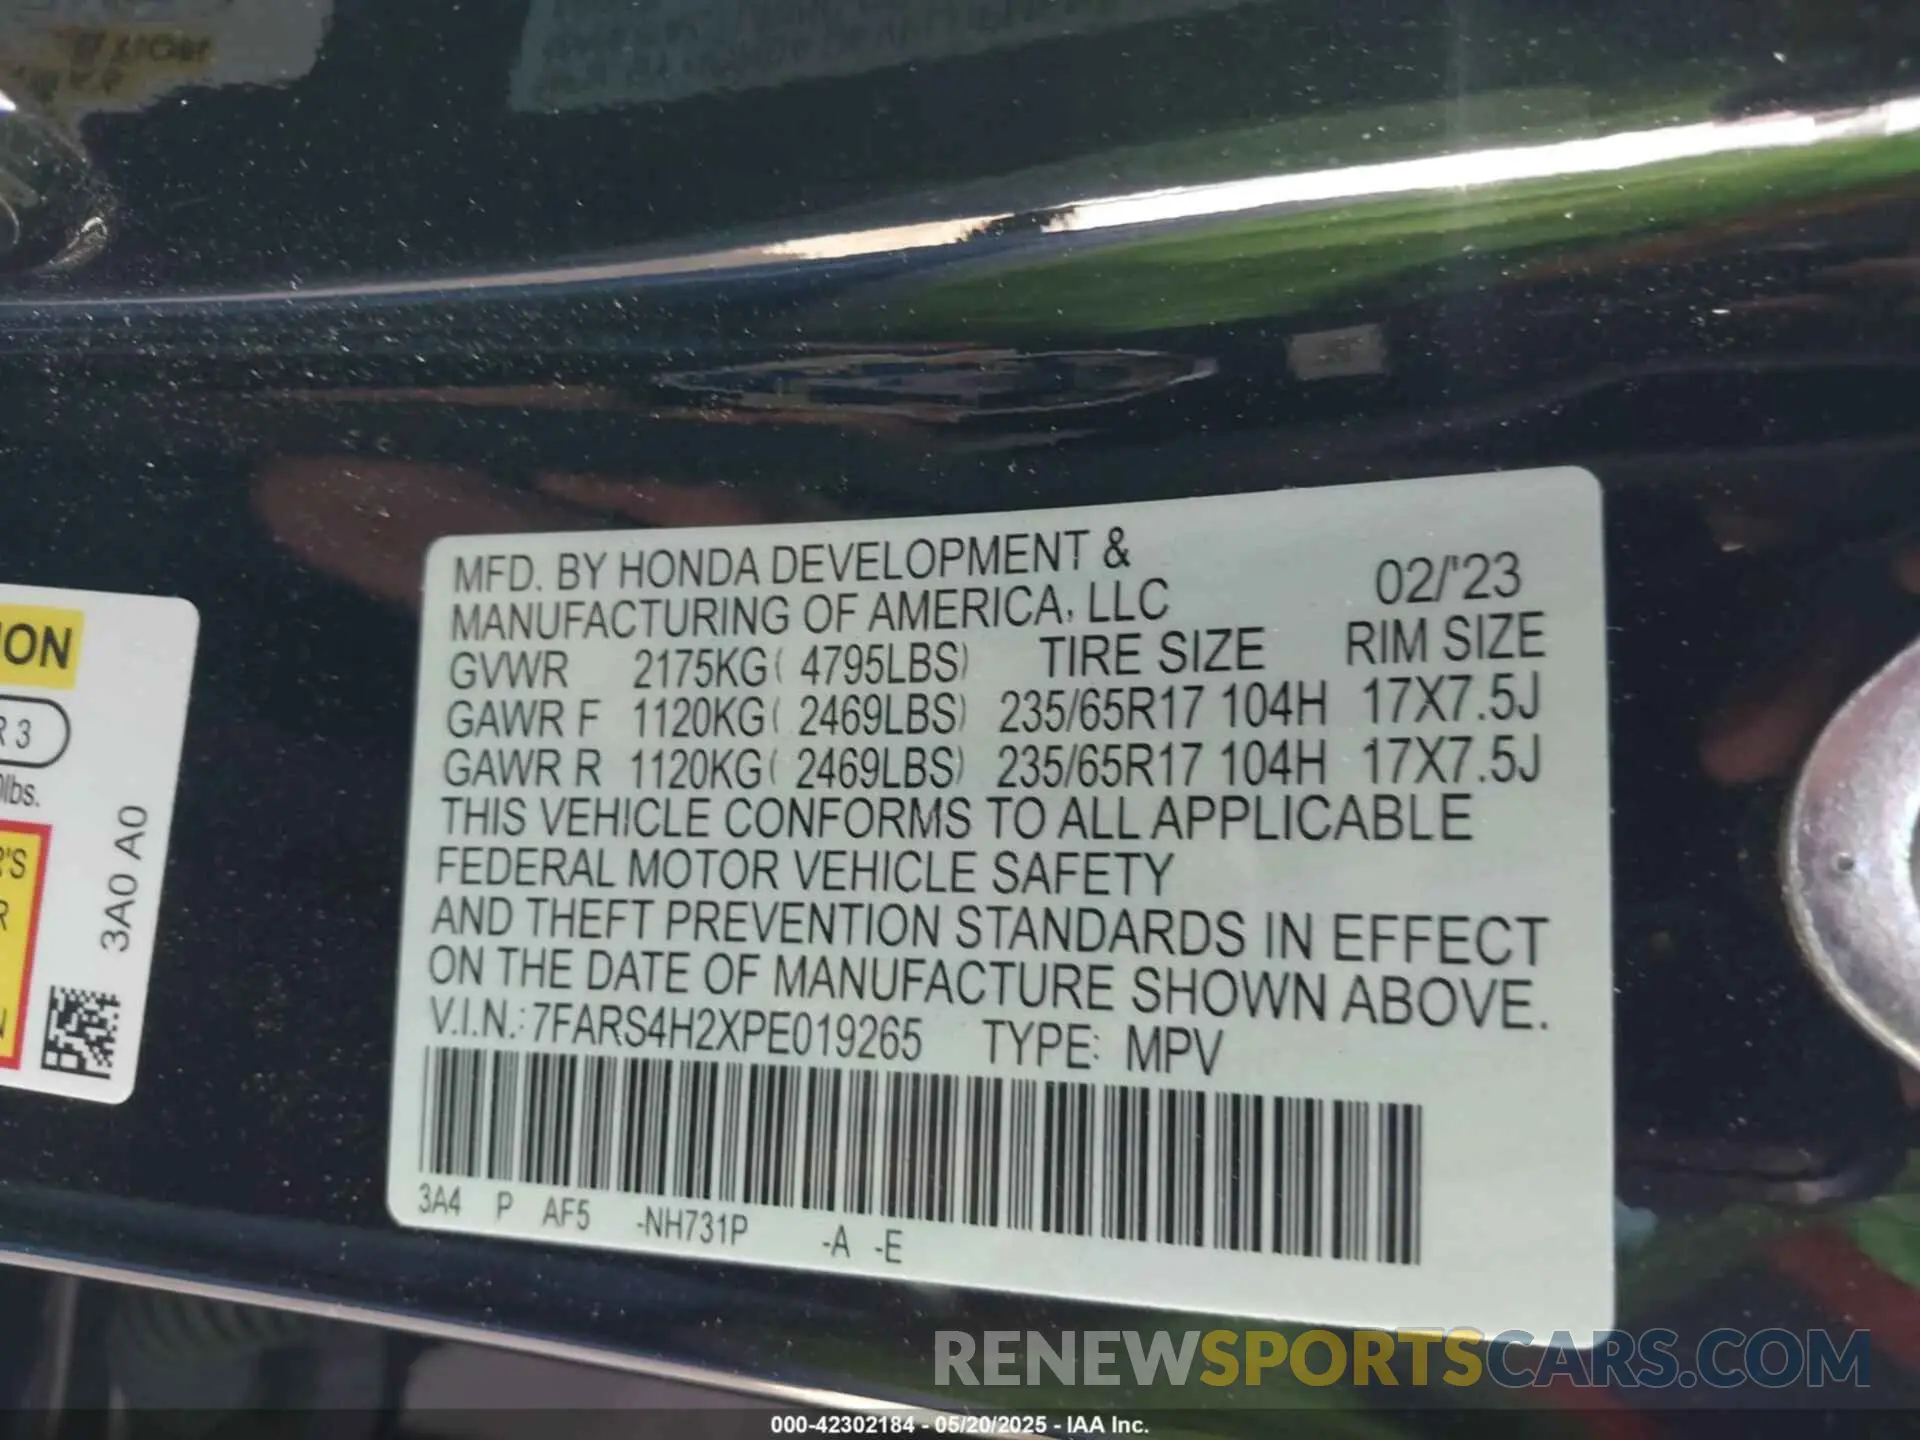 MFD. BY HONDA DEVELOPMENT &
MANUFACTURING OF AMERICA, LLC 02/'23
GVWR 2175KG( 4795LBS) TIRE SIZE RIM SIZE
GAWR F 1120KG( 2469LBS) 235/65R17 104H 17X7.5J
GAWR R 1120KG( 2469LBS) 235/65R17 104H 17X7.5J
THIS VEHICLE CONFORMS TO ALL APPLICABLE
FEDERAL MOTOR VEHICLE SAFETY
AND THEFT PREVENTION STANDARDS IN EFFECT
ON THE DATE OF MANUFACTURE SHOWN ABOVE.
V.I.N.: 7FARS4H2XPE019265 TYPE: MPV
3A4 P AF5 -NH731P -A -E
ION
R 3
lbs.
R'S
R
N
3A0 A0
RENEWSPORTSCARS.COM
000-42302184 - 05/20/2025 - IAA Inc.